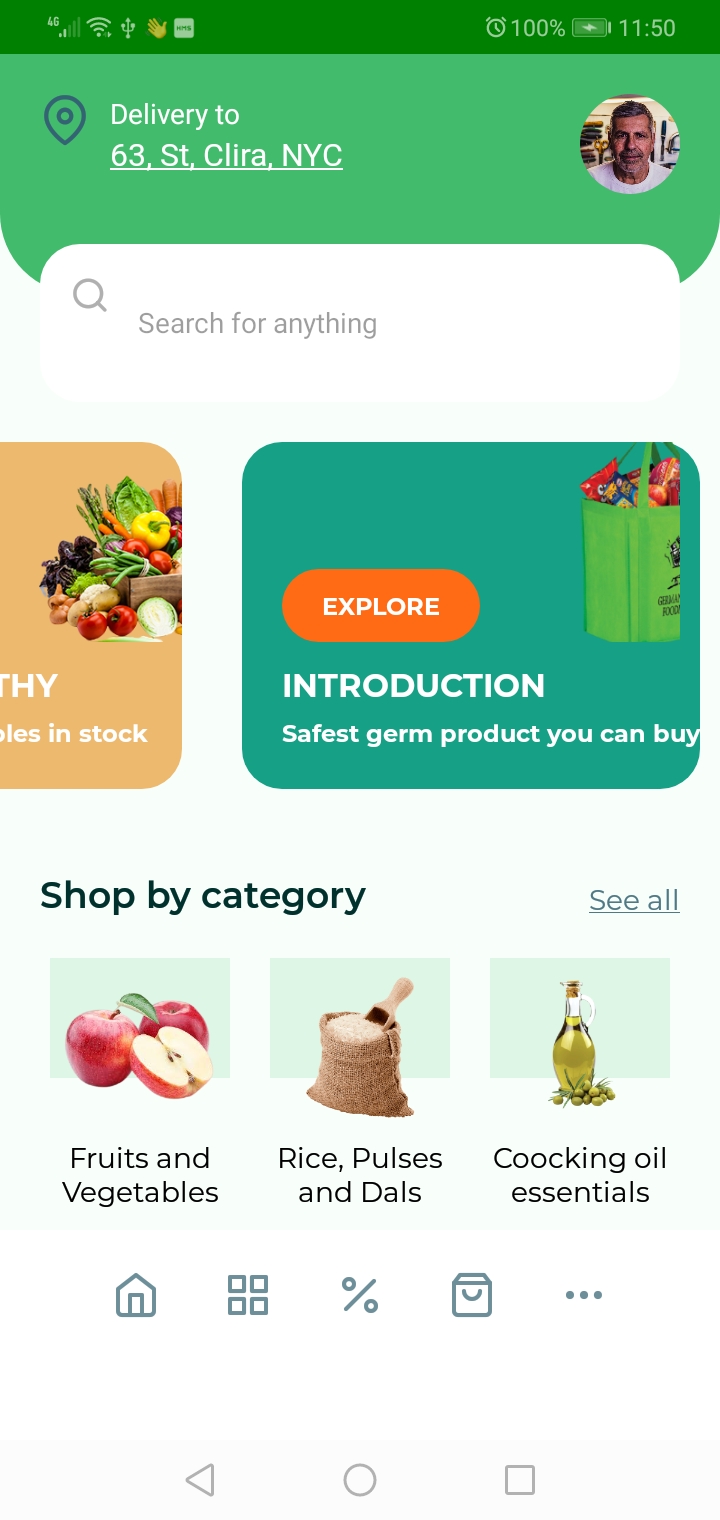 4G HMS 100% 11:50
Delivery to
63, St, Clira, NYC
Search for anything
THY
les in stock
EXPLORE
INTRODUCTION
Safest germ product you can buy
Shop by category
See all
Fruits and
Vegetables
Rice, Pulses
and Dals
Coocking oil
essentials